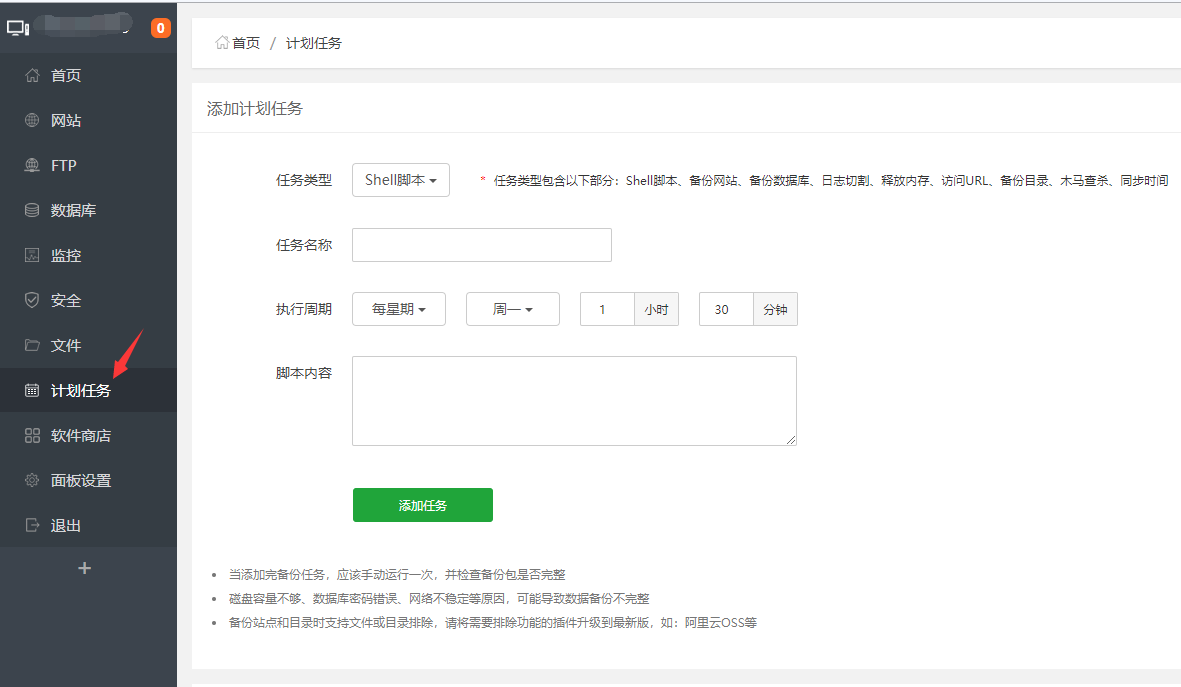 0
首页
网站
FTP
数据库
监控
安全
文件
计划任务
软件商店
面板设置
退出
+
首页 / 计划任务
添加计划任务
任务类型 Shell脚本 * 任务类型包含以下部分：Shell脚本、备份网站、备份数据库、日志切割、释放内存、访问URL、备份目录、木马查杀、同步时间
任务名称
执行周期 每星期 周一 1 小时 30 分钟
脚本内容
添加任务
当添加完备份任务，应该手动运行一次，并检查备份包是否完整
磁盘容量不够、数据库密码错误、网络不稳定等原因，可能导致数据备份不完整
备份站点和目录时支持文件或目录排除，请将需要排除功能的插件升级到最新版，如：阿里云OSS等